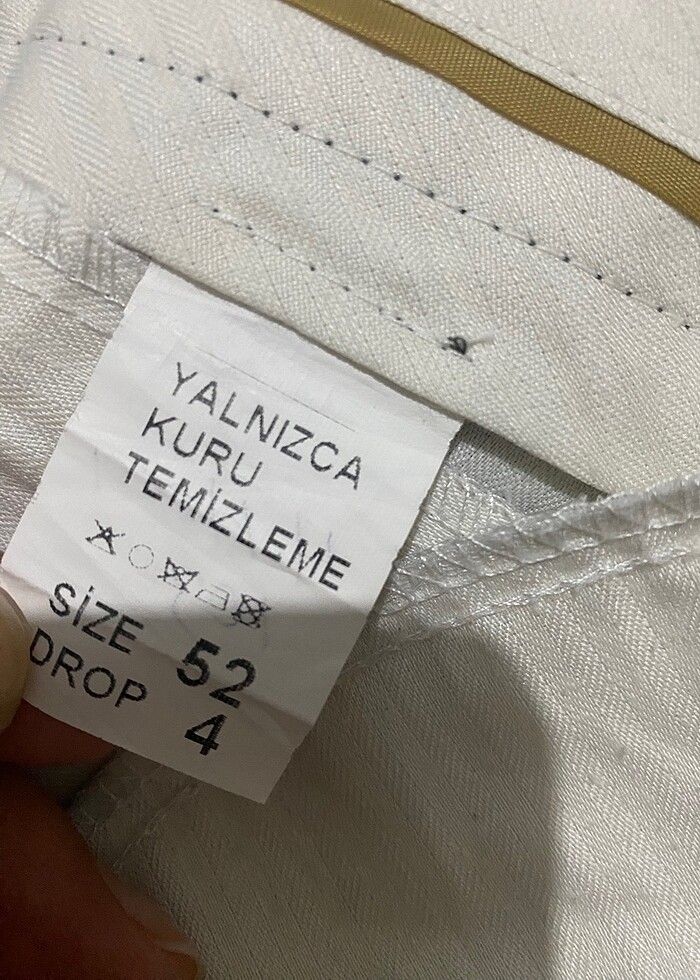 YALNIZCA
KURU
TEMİZLEME
SİZE 52
DROP 4